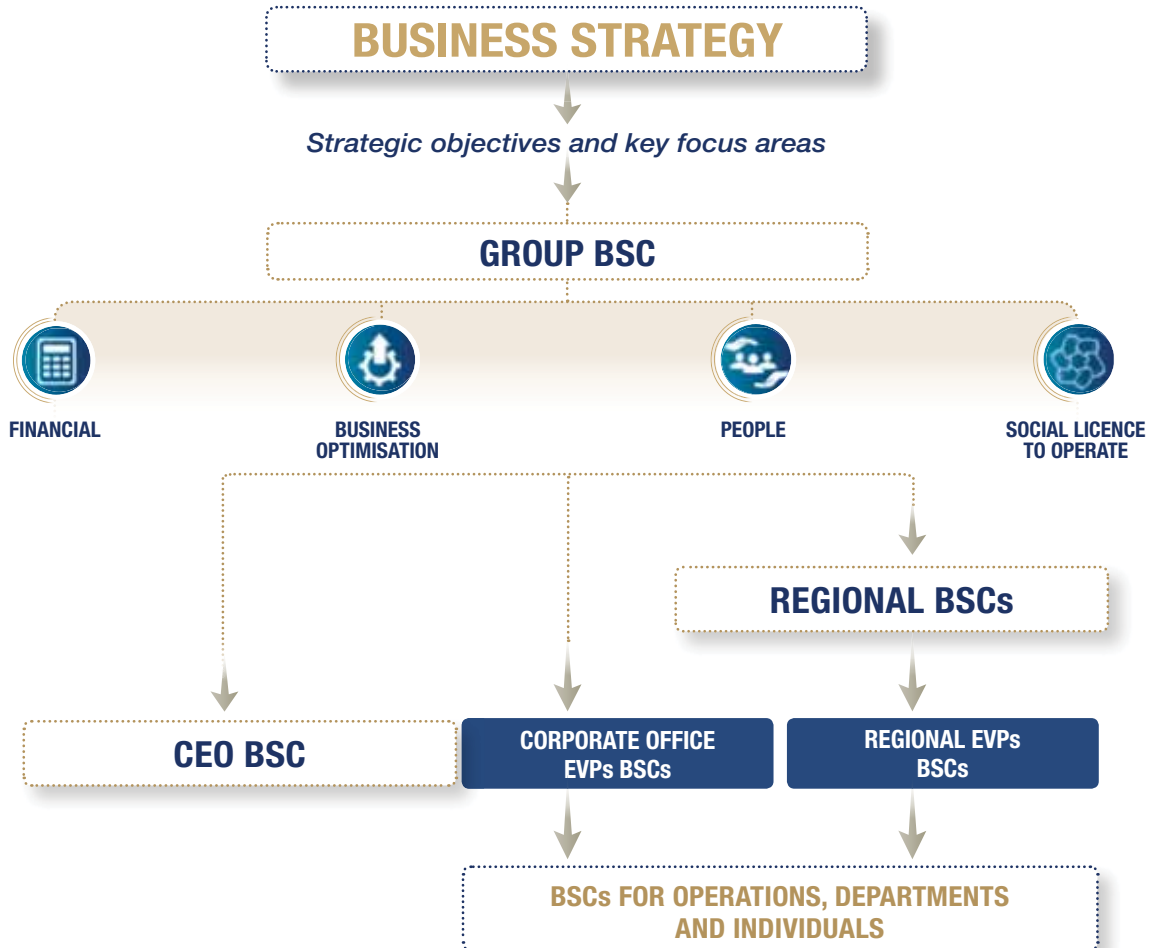 BUSINESS STRATEGY
Strategic objectives and key focus areas
GROUP BSC
FINANCIAL
BUSINESS
OPTIMISATION
PEOPLE
SOCIAL LICENCE
TO OPERATE
REGIONAL BSCs
CEO BSC
CORPORATE OFFICE
EVPs BSCs
REGIONAL EVPs
BSCs
BSCs FOR OPERATIONS, DEPARTMENTS
AND INDIVIDUALS